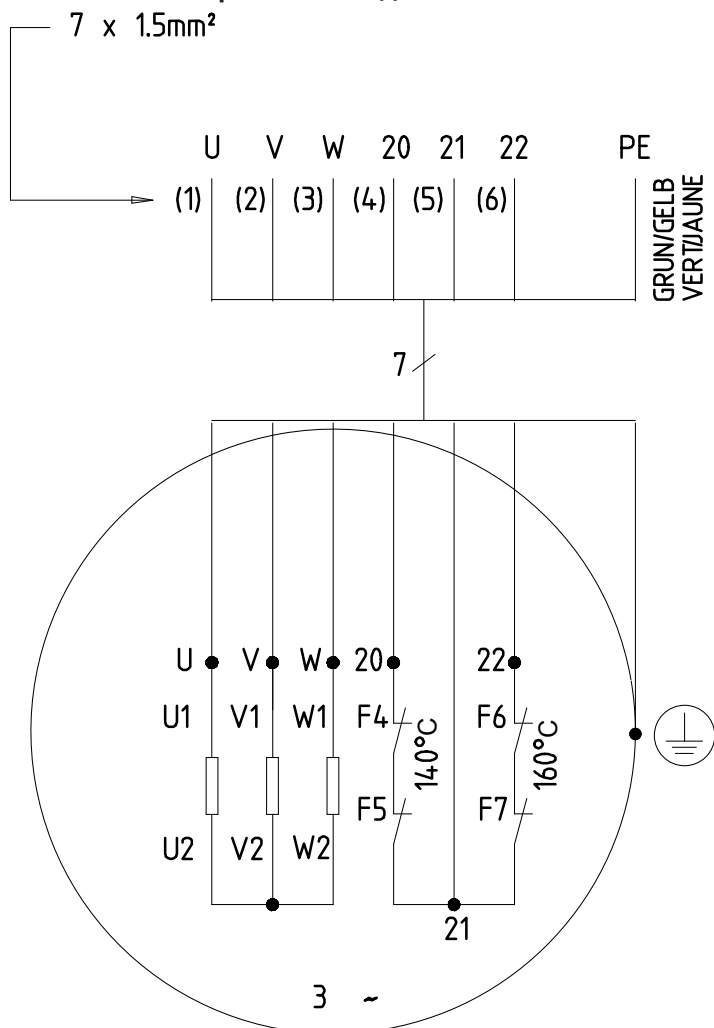 7 x 1.5mm²
U V W 20 21 22 PE
(1) (2) (3) (4) (5) (6)
GRUN/GELB
VERT/JAUNE
7
U V W 20 22
U1 V1 W1 F4 F6
140°C 160°C
F5 F7
U2 V2 W2
21
3 ~